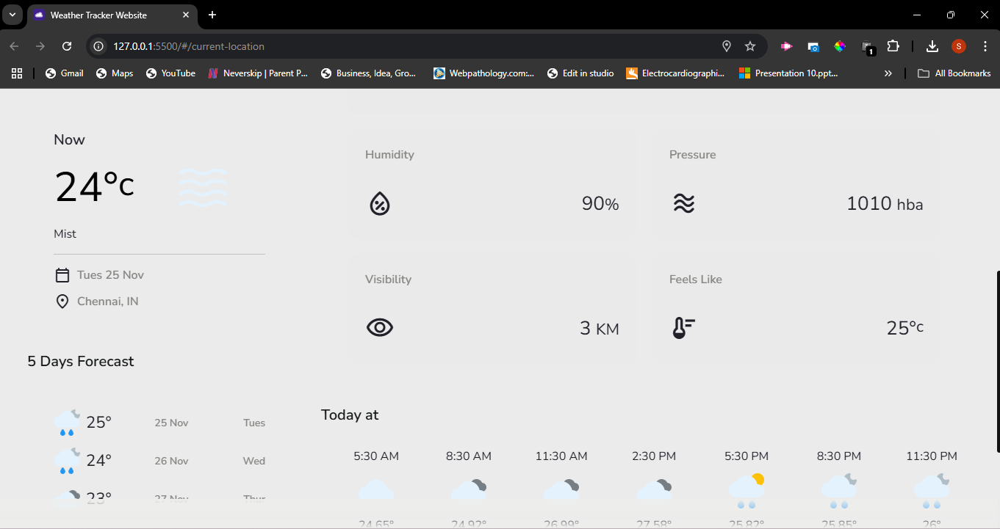 Weather Tracker Website
127.0.0.1:5500/#/current-location
1
S
Gmail
Maps
YouTube
Neverskip | Parent P...
Business, Idea, Gro...
Webpathology.com:...
Edit in studio
Electrocardiographi...
Presentation 10.ppt...
All Bookmarks
Now
24°c
Mist
Tues 25 Nov
Chennai, IN
Humidity
90%
Pressure
1010 hba
Visibility
3 KM
Feels Like
25°c
5 Days Forecast
25° 25 Nov Tues
24° 26 Nov Wed
23° 27 Nov Thur
Today at
5:30 AM 8:30 AM 11:30 AM 2:30 PM 5:30 PM 8:30 PM 11:30 PM
24.65° 24.92° 26.99° 27.58° 25.82° 25.85° 26°